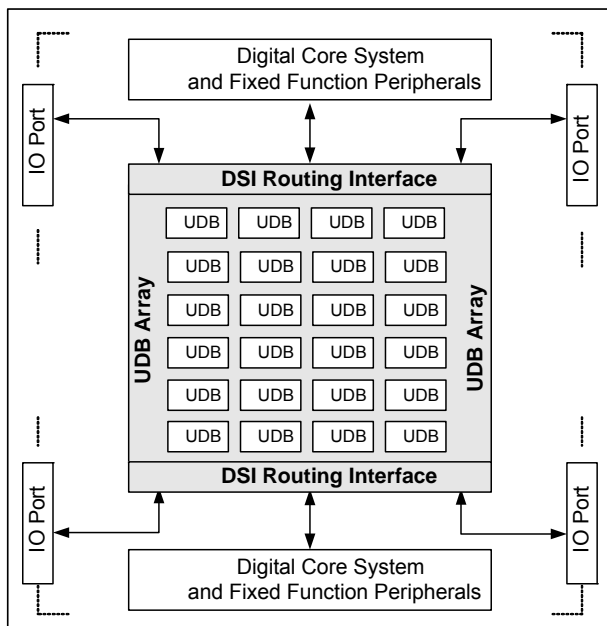 Digital Core System
and Fixed Function Peripherals
IO Port
IO Port
DSI Routing Interface
UDB UDB UDB UDB
UDB UDB UDB UDB
UDB UDB UDB UDB
UDB UDB UDB UDB
UDB UDB UDB UDB
UDB UDB UDB UDB
UDB Array
UDB Array
DSI Routing Interface
IO Port
IO Port
Digital Core System
and Fixed Function Peripherals